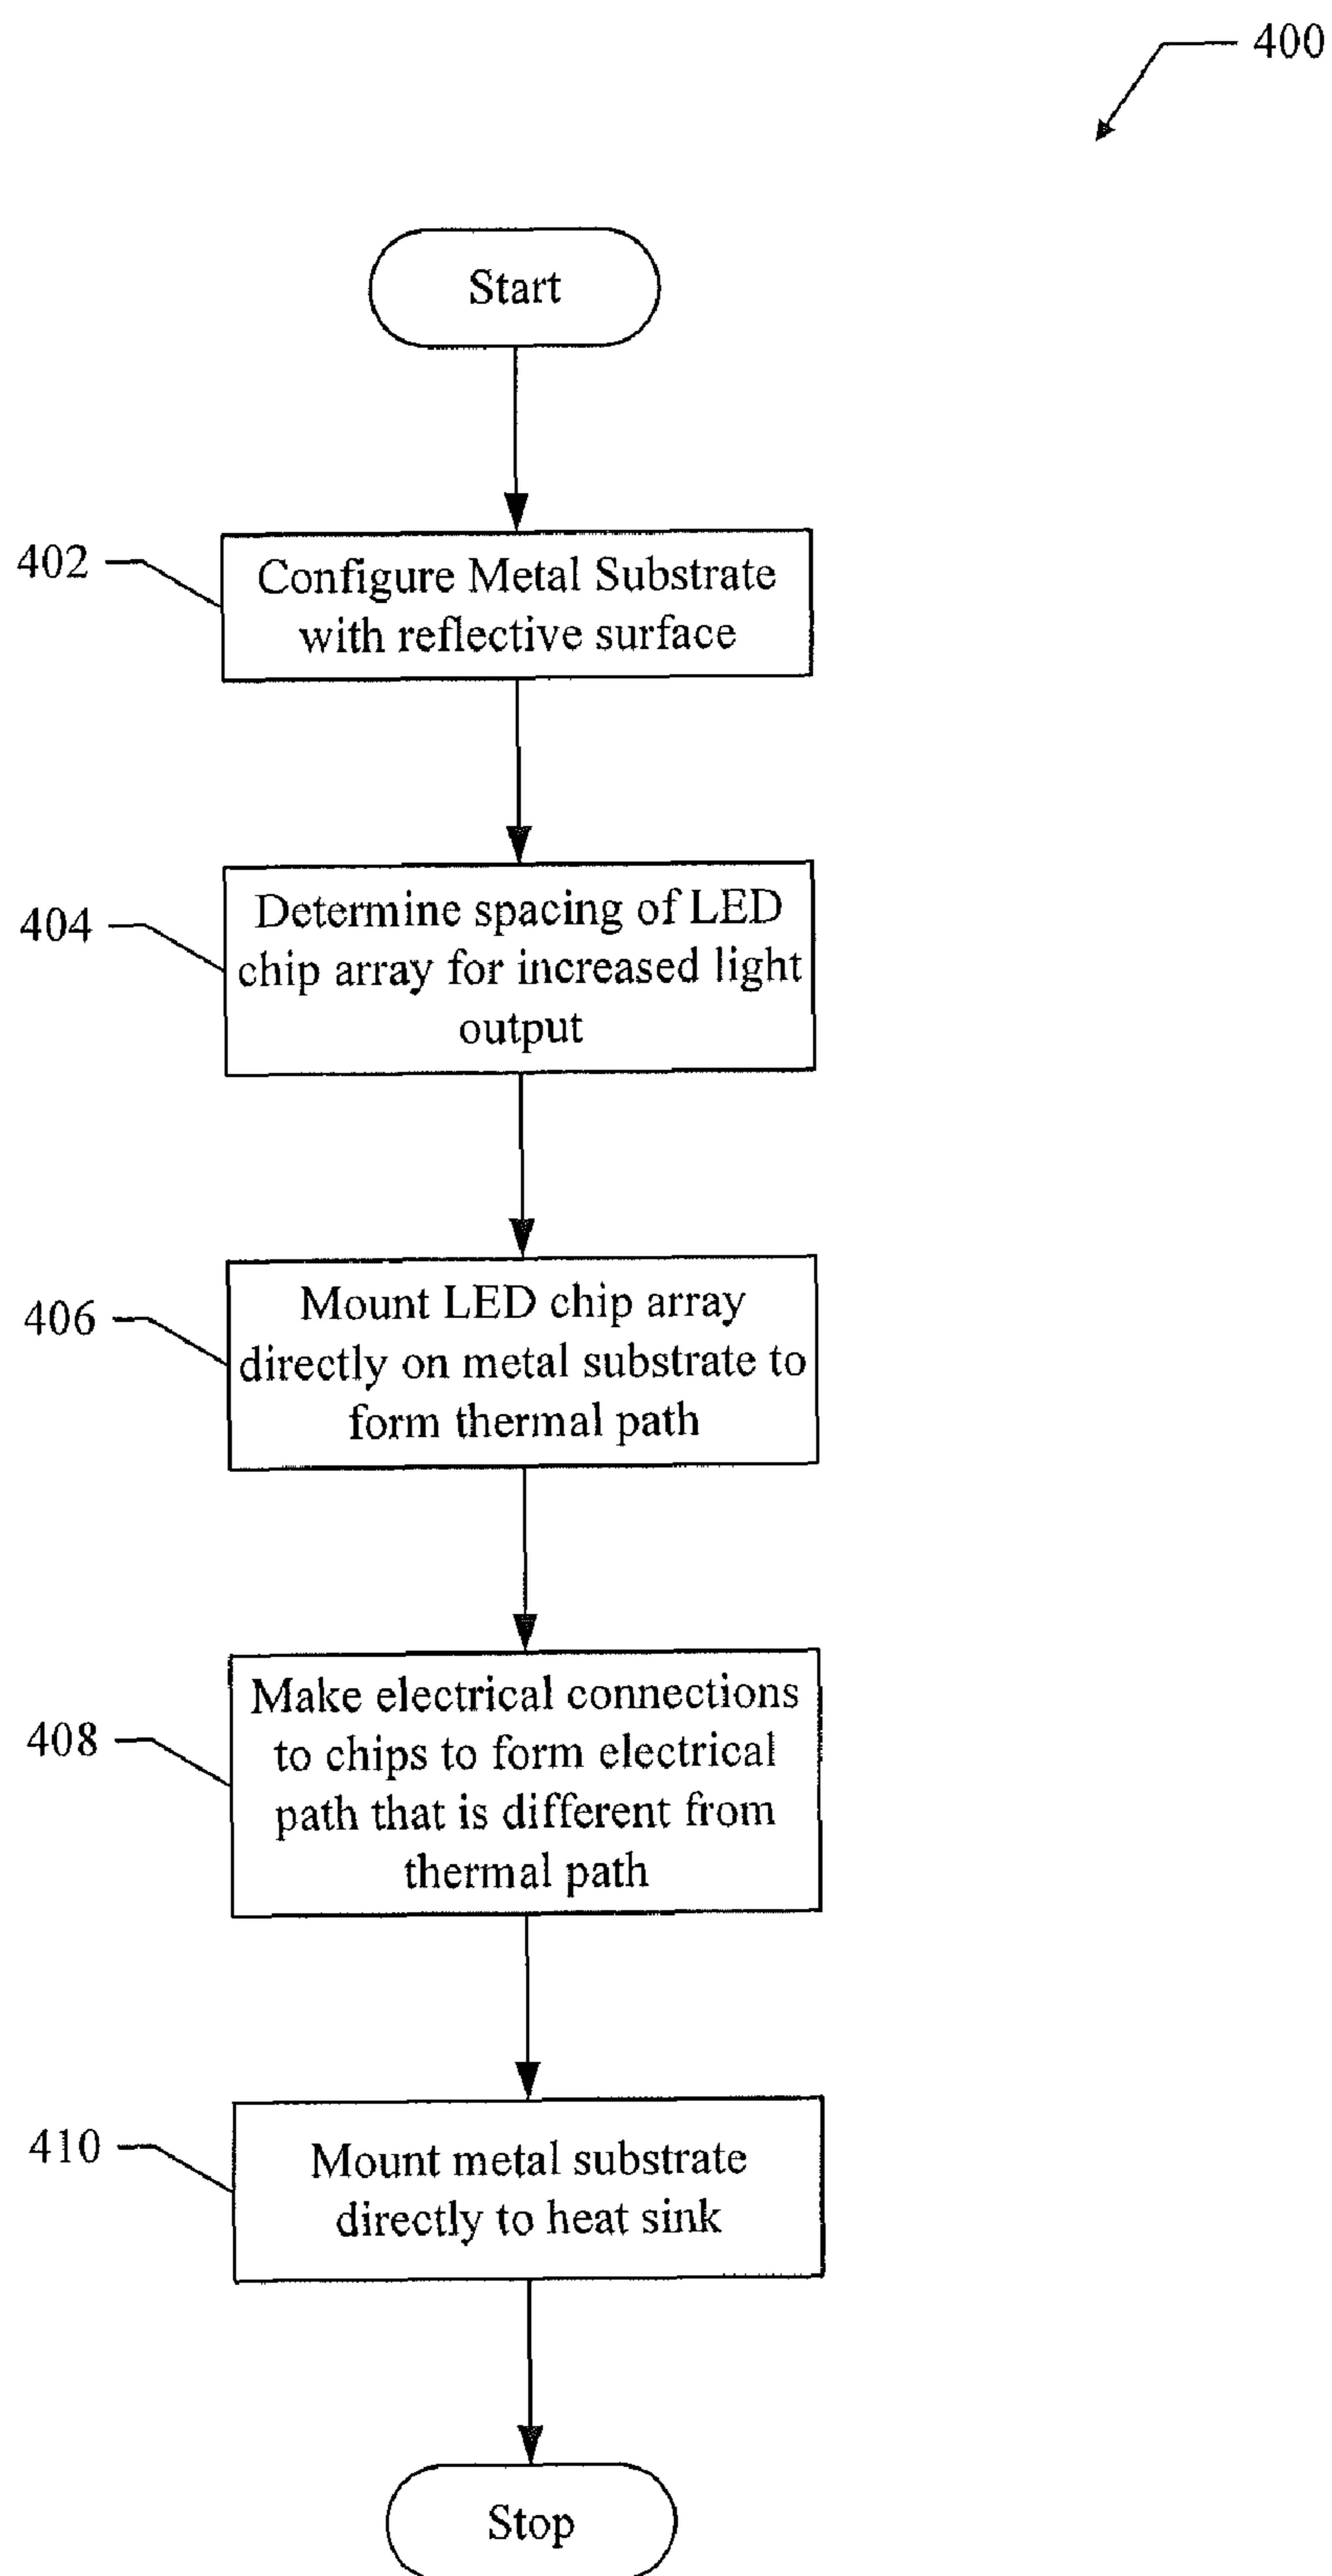 400
Start
402
Configure Metal Substrate
with reflective surface
404
Determine spacing of LED
chip array for increased light
output
406
Mount LED chip array
directly on metal substrate to
form thermal path
408
Make electrical connections
to chips to form electrical
path that is different from
thermal path
410
Mount metal substrate
directly to heat sink
Stop